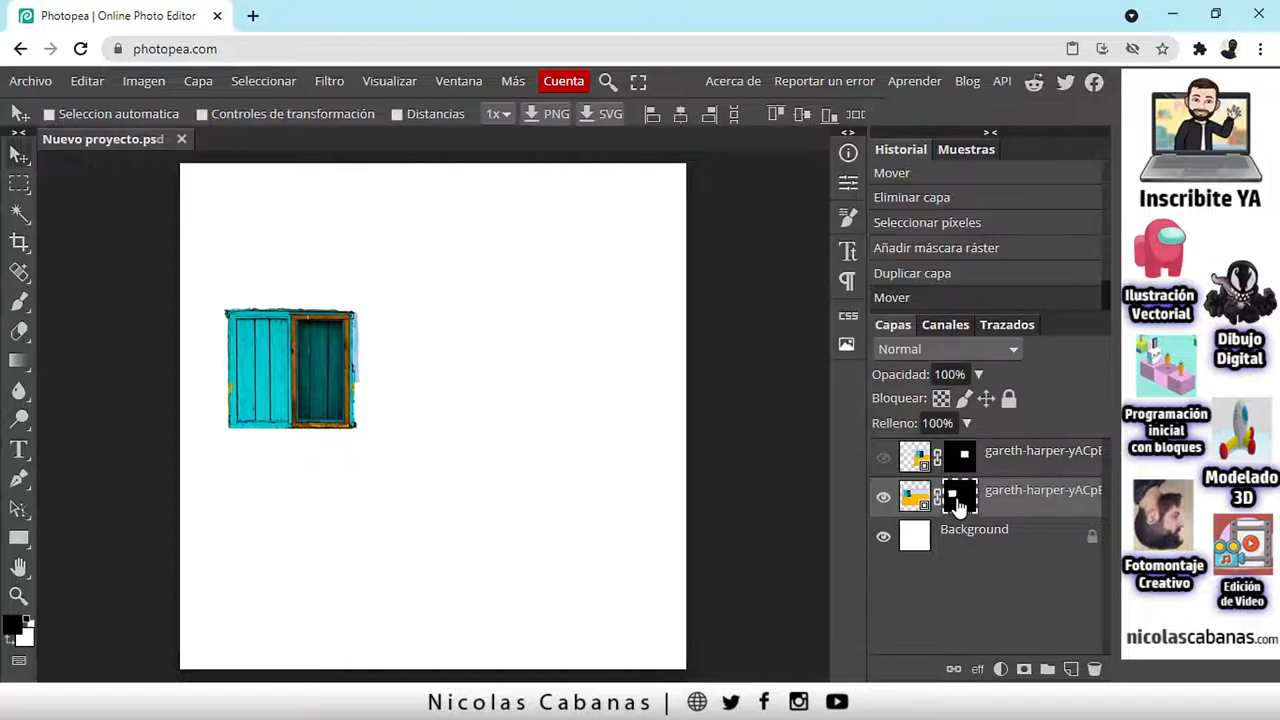 Photopea | Online Photo Editor
photopea.com
Archivo Editar Imagen Capa Seleccionar Filtro Visualizar Ventana Más Cuenta Acerca de Reportar un error Aprender Blog API
Seleccion automatica Controles de transformación Distancias 1x PNG SVG
Nuevo proyecto.psd
Historial Muestras
Mover
Eliminar capa
Seleccionar píxeles
Añadir máscara ráster
Duplicar capa
Mover
CSS
Capas Canales Trazados
Normal
Opacidad: 100%
Bloquear:
Relleno: 100%
gareth-harper-yACpE
gareth-harper-yACpE
Background
eff
Inscribite YA
Ilustración
Vectorial
Dibujo
Digital
Programación
inicial
con bloques
Modelado
3D
Fotomontaje
Creativo
Edición
de Video
nicolascabanas.com
Nicolas Cabanas |